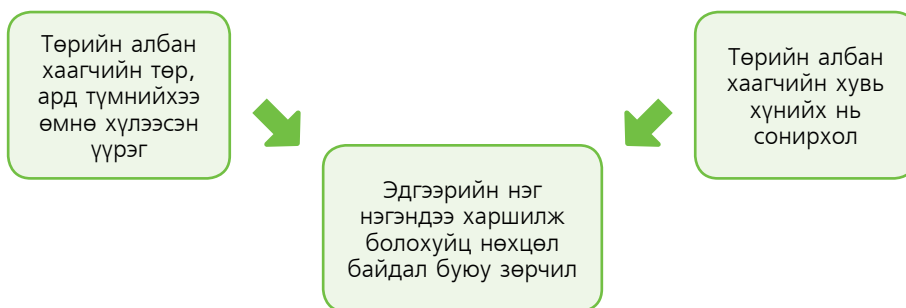 Төрийн албан
хаагчийн төр,
ард түмнийхээ
өмнө хүлээсэн
үүрэг
Төрийн албан
хаагчийн хувь
хүнийх нь
сонирхол
Эдгээрийн нэг
нэгэндээ харшилж
болохуйц нөхцөл
байдал буюу зөрчил